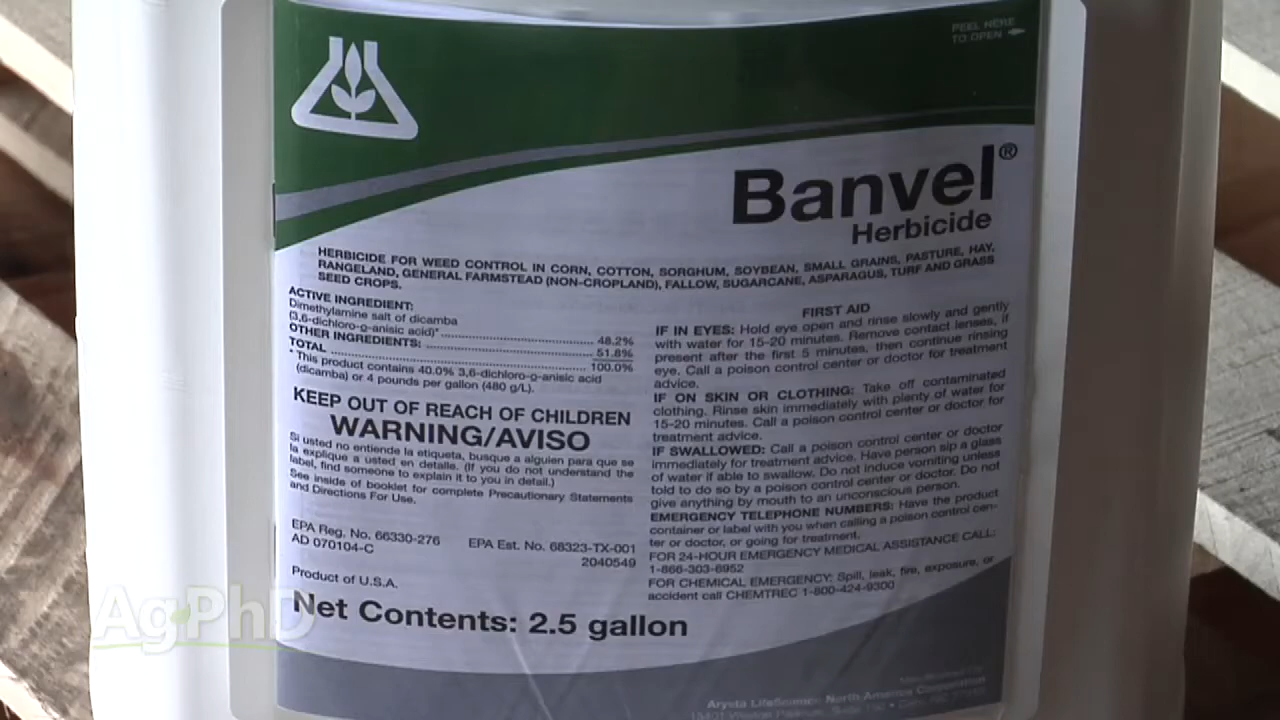 PEEL HERE
TO OPEN
Banvel®
Herbicide
HERBICIDE FOR WEED CONTROL IN CORN, COTTON, SORGHUM, SOYBEAN, SMALL GRAINS, PASTURE, HAY,
RANGELAND, GENERAL FARMSTEAD (NON-CROPLAND), FALLOW, SUGARCANE, ASPARAGUS, TURF AND GRASS
SEED CROPS.
ACTIVE INGREDIENT:
Dimethylamine salt of dicamba
(3,6-dichloro-o-anisic acid)* .......... 48.2%
OTHER INGREDIENTS: .......... 51.8%
TOTAL .......... 100.0%
* This product contains 40.0% 3,6-dichloro-o-anisic acid
(dicamba) or 4 pounds per gallon (480 g/L).
KEEP OUT OF REACH OF CHILDREN
WARNING/AVISO
Si usted no entiende la etiqueta, busque a alguien para que se
la explique a usted en detalle. (If you do not understand the
label, find someone to explain it to you in detail.)
See inside of booklet for complete Precautionary Statements
and Directions For Use.
EPA Reg. No. 66330-276
AD 070104-C
EPA Est. No. 68323-TX-001
2040549
Product of U.S.A.
Net Contents: 2.5 gallon
FIRST AID
IF IN EYES: Hold eye open and rinse slowly and gently
with water for 15-20 minutes. Remove contact lenses, if
present after the first 5 minutes, then continue rinsing
eye. Call a poison control center or doctor for treatment
advice.
IF ON SKIN OR CLOTHING: Take off contaminated
clothing. Rinse skin immediately with plenty of water for
15-20 minutes. Call a poison control center or doctor for
treatment advice.
IF SWALLOWED: Call a poison control center or doctor
immediately for treatment advice. Have person sip a glass
of water if able to swallow. Do not induce vomiting unless
told to do so by a poison control center or doctor. Do not
give anything by mouth to an unconscious person.
EMERGENCY TELEPHONE NUMBERS: Have the product
container or label with you when calling a poison control cen-
ter or doctor, or going for treatment.
FOR 24-HOUR EMERGENCY MEDICAL ASSISTANCE CALL:
1-866-303-6952
FOR CHEMICAL EMERGENCY: Spill, leak, fire, exposure, or
accident call CHEMTREC 1-800-424-9300
Arysta LifeScience North America Corporation
AgPhD